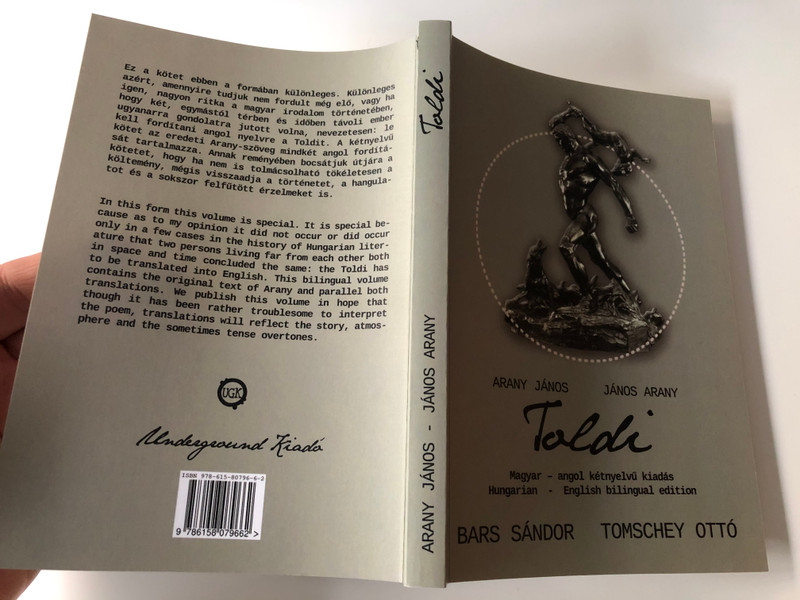 Ez a kötet ebben a formában különleges. Különleges
azért, amennyire tudjuk nem fordult még elő, vagy ha
igen, nagyon ritka a magyar irodalom történetében,
hogy két, egymástól térben és időben távoli ember
ugyanarra gondolatra jutott volna, nevezetesen: le
kell fordítani angol nyelvre a Toldit. A kétnyelvű
kötet az eredeti Arany-szöveg mindkét angol fordítá-
sát tartalmazza. Annak reményében bocsátjuk útjára a
kötetet, hogy ha nem is tolmácsolható tökéletesen a
költemény, mégis visszaadja a történetet, a hangula-
tot és a sokszor felfűtött érzelmeket is.
In this form this volume is special. It is special be-
cause as to my opinion it did not occur or did occur
only in a few cases in the history of Hungarian liter-
ature that two persons living far from each other both
in space and time concluded the same: the Toldi has
to be translated into English. This bilingual volume
contains the original text of Arany and parallel both
translations. We publish this volume in hope that
though it has been rather troublesome to interpret
the poem, translations will reflect the story, atmos-
phere and the sometimes tense overtones.
UGK
Underground Kiadó
ISBN 978-615-80796-6-2
9 786158 079662 >
Toldi
ARANY JÁNOS - JÁNOS ARANY
ARANY JÁNOS JÁNOS ARANY
Toldi
Magyar - angol kétnyelvű kiadás
Hungarian - English bilingual edition
BARS SÁNDOR TOMSCHEY OTTÓ